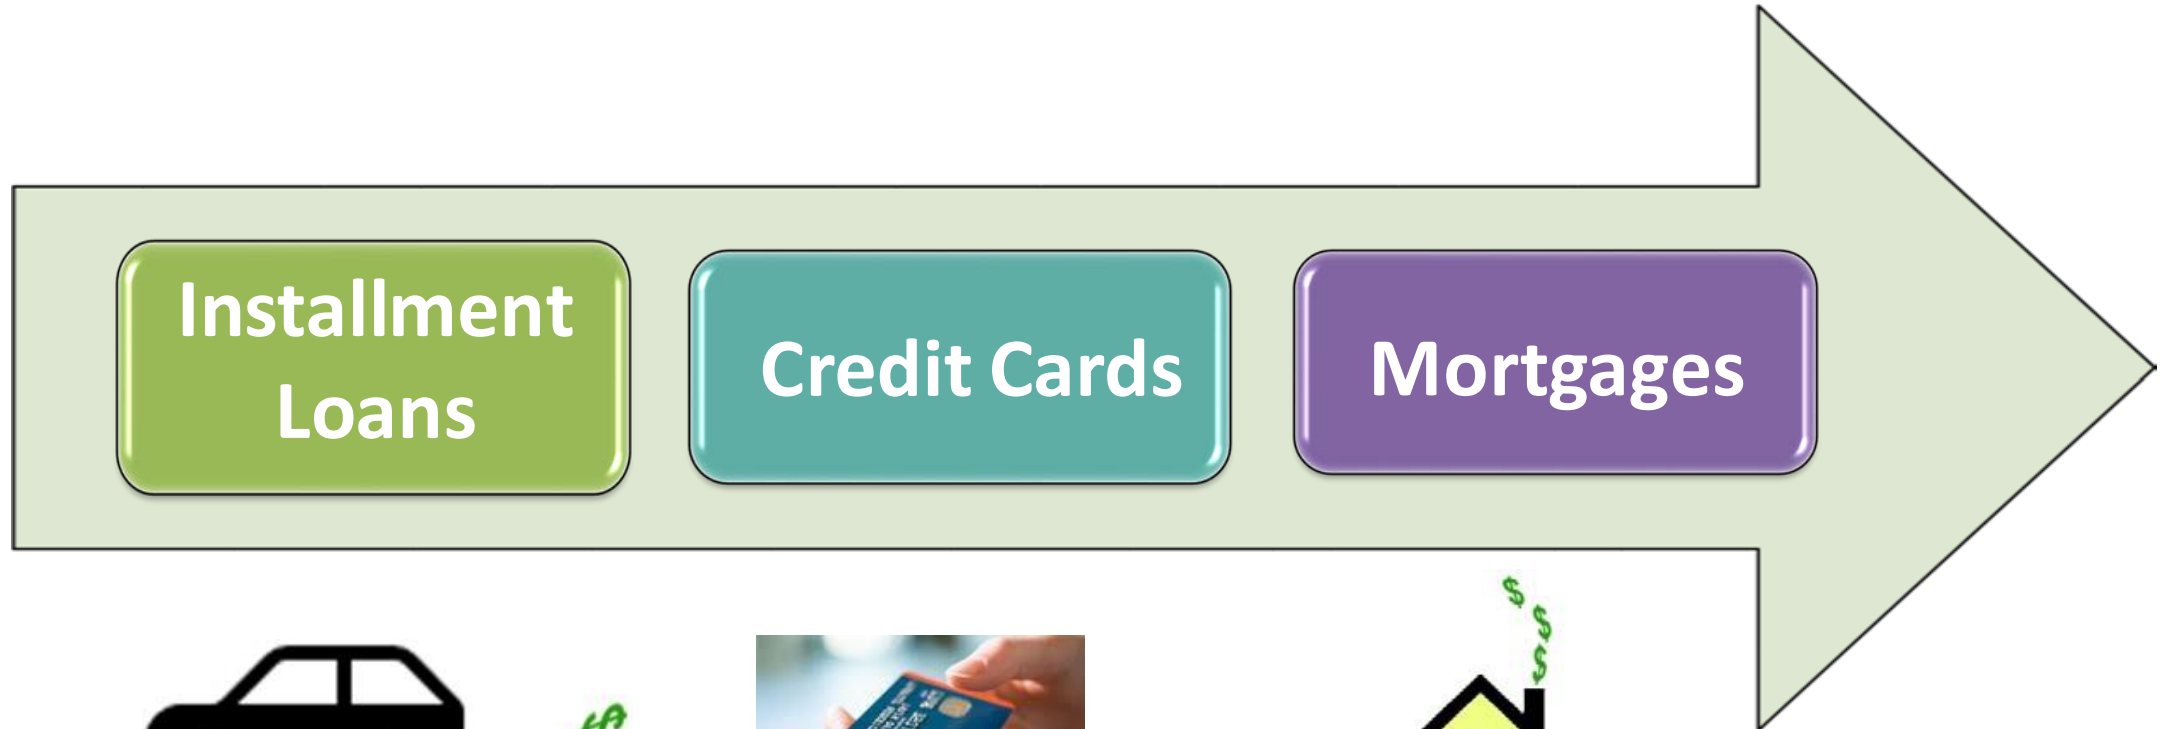 Installment
Loans
Credit Cards
Mortgages
$
$
$
$